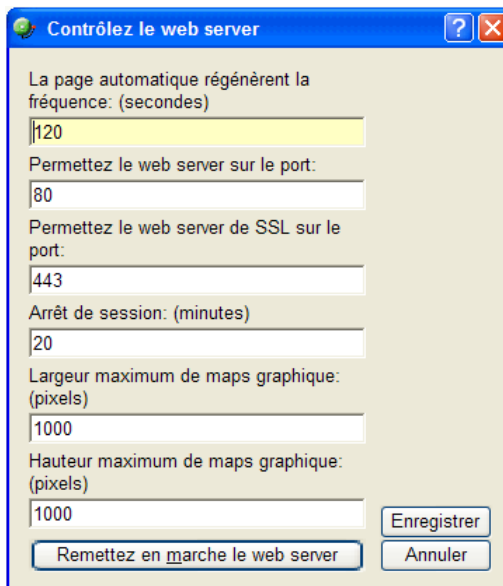 Contrôlez le web server
La page automatique régénèrent la
fréquence: (secondes)
120
Permettez le web server sur le port:
80
Permettez le web server de SSL sur le
port:
443
Arrêt de session: (minutes)
20
Largeur maximum de maps graphique:
(pixels)
1000
Hauteur maximum de maps graphique:
(pixels)
1000
Enregistrer
Remettez en marche le web server
Annuler